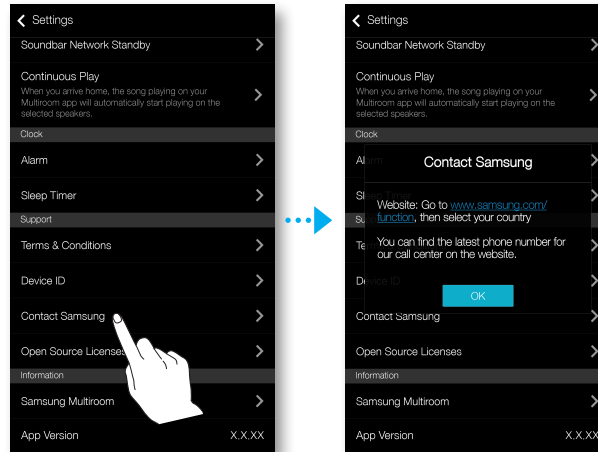 Settings
Soundbar Network Standby
Continuous Play
When you arrive home, the song playing on your
Multiroom app will automatically start playing on the
selected speakers.
Clock
Alarm
Sleep Timer
Support
Terms & Conditions
Device ID
Contact Samsung
Open Source Licenses
Information
Samsung Multiroom
App Version X.X.XX
Settings
Soundbar Network Standby
Continuous Play
When you arrive home, the song playing on your
Multiroom app will automatically start playing on the
selected speakers.
Clock
Alarm
Contact Samsung
Sleep Timer
Website: Go to www.samsung.com/
function, then select your country
You can find the latest phone number for
our call center on the website.
Device ID
OK
Contact Samsung
Open Source Licenses
Information
Samsung Multiroom
App Version X.X.XX